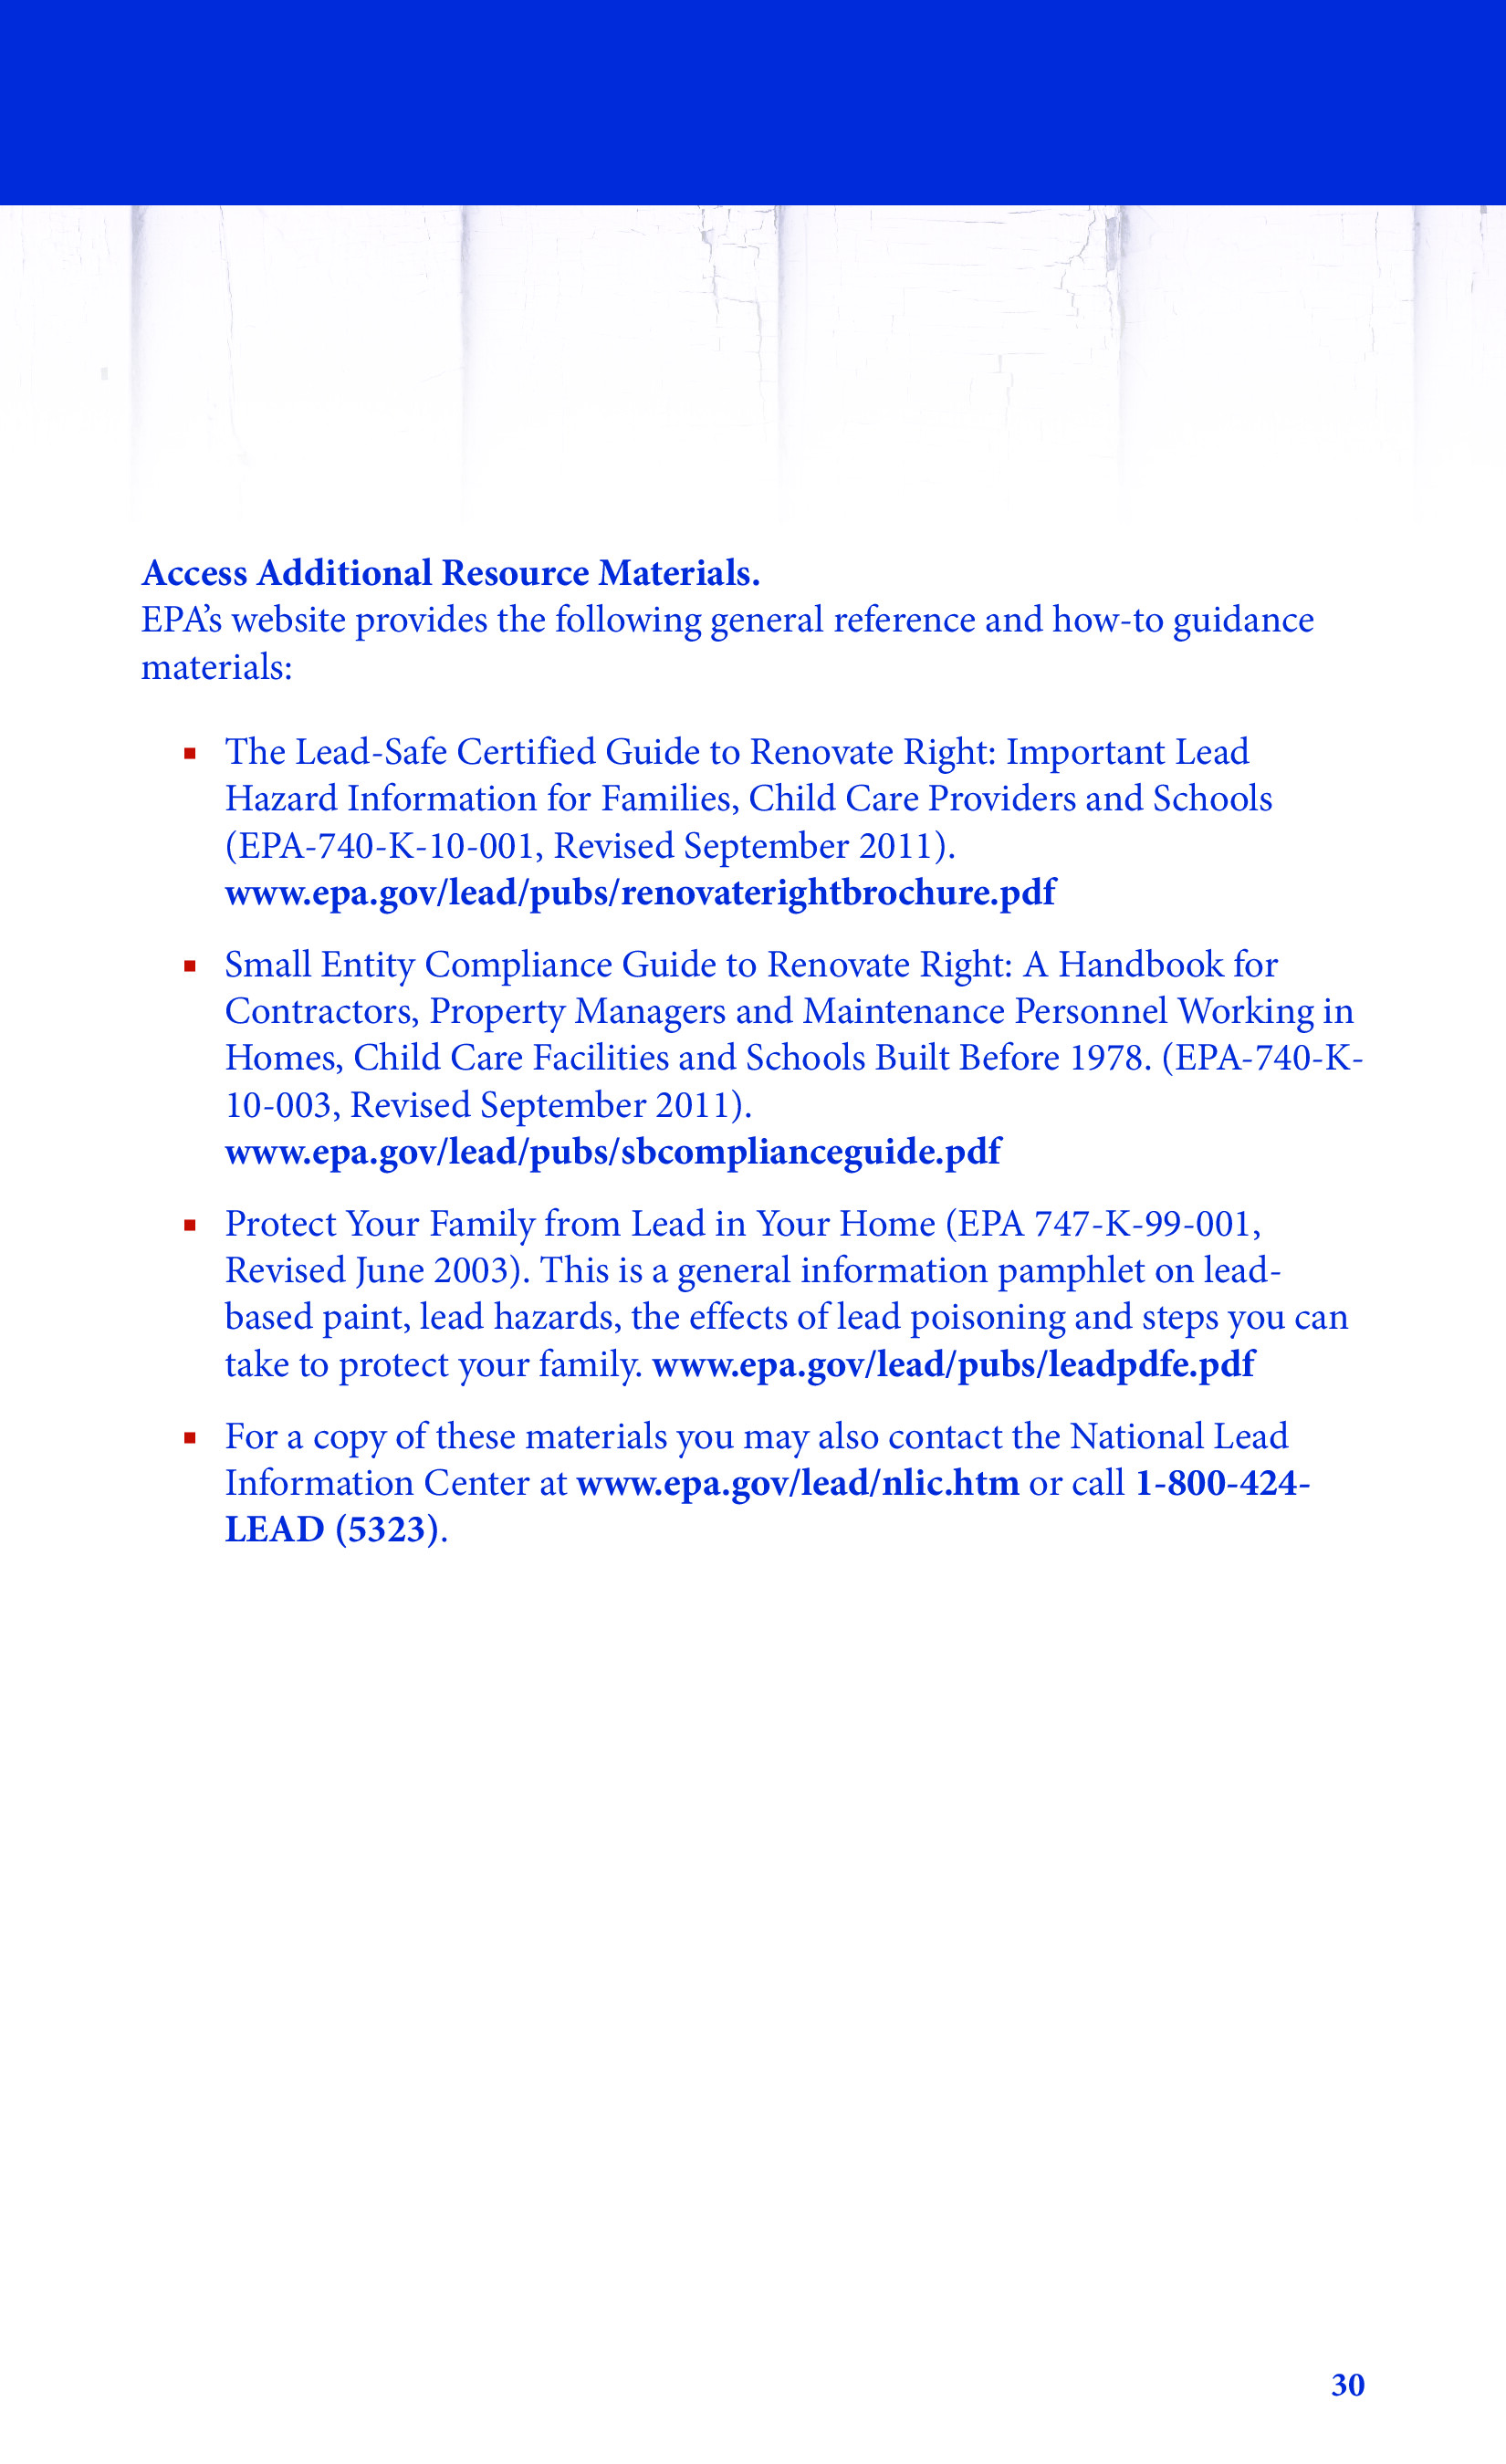 Access Additional Resource Materials.
EPA’s website provides the following general reference and how-to guidance
materials:
▪ The Lead-Safe Certified Guide to Renovate Right: Important Lead
Hazard Information for Families, Child Care Providers and Schools
(EPA-740-K-10-001, Revised September 2011).
www.epa.gov/lead/pubs/renovaterightbrochure.pdf
▪ Small Entity Compliance Guide to Renovate Right: A Handbook for
Contractors, Property Managers and Maintenance Personnel Working in
Homes, Child Care Facilities and Schools Built Before 1978. (EPA-740-K-
10-003, Revised September 2011).
www.epa.gov/lead/pubs/sbcomplianceguide.pdf
▪ Protect Your Family from Lead in Your Home (EPA 747-K-99-001,
Revised June 2003). This is a general information pamphlet on lead-
based paint, lead hazards, the effects of lead poisoning and steps you can
take to protect your family. www.epa.gov/lead/pubs/leadpdfe.pdf
▪ For a copy of these materials you may also contact the National Lead
Information Center at www.epa.gov/lead/nlic.htm or call 1-800-424-
LEAD (5323).
30